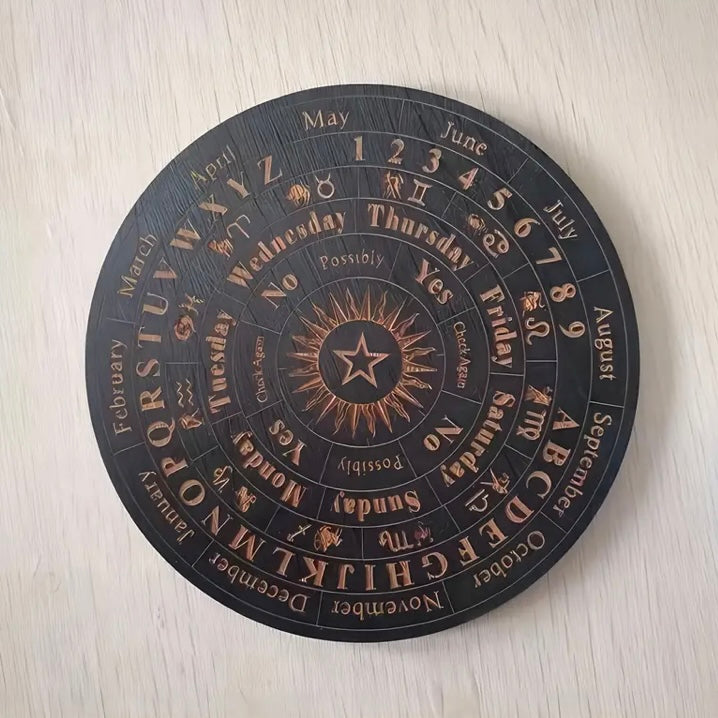 January February March April May June July August September October November December
A B C D E F G H I J K L M N O P Q R S T U V W X Y Z 1 2 3 4 5 6 7 8 9
Sunday Monday Tuesday Wednesday Thursday Friday Saturday
Possibly Yes Check Again No Possibly Yes Check Again No